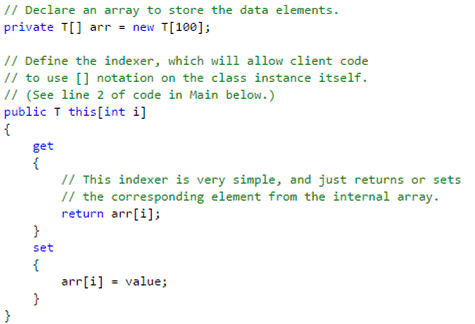 // Declare an array to store the data elements.
private T[] arr = new T[100];
// Define the indexer, which will allow client code
// to use [] notation on the class instance itself.
// (See line 2 of code in Main below.)
public T this[int i]
{
    get
    {
        // This indexer is very simple, and just returns or sets
        // the corresponding element from the internal array.
        return arr[i];
    }
    set
    {
        arr[i] = value;
    }
}